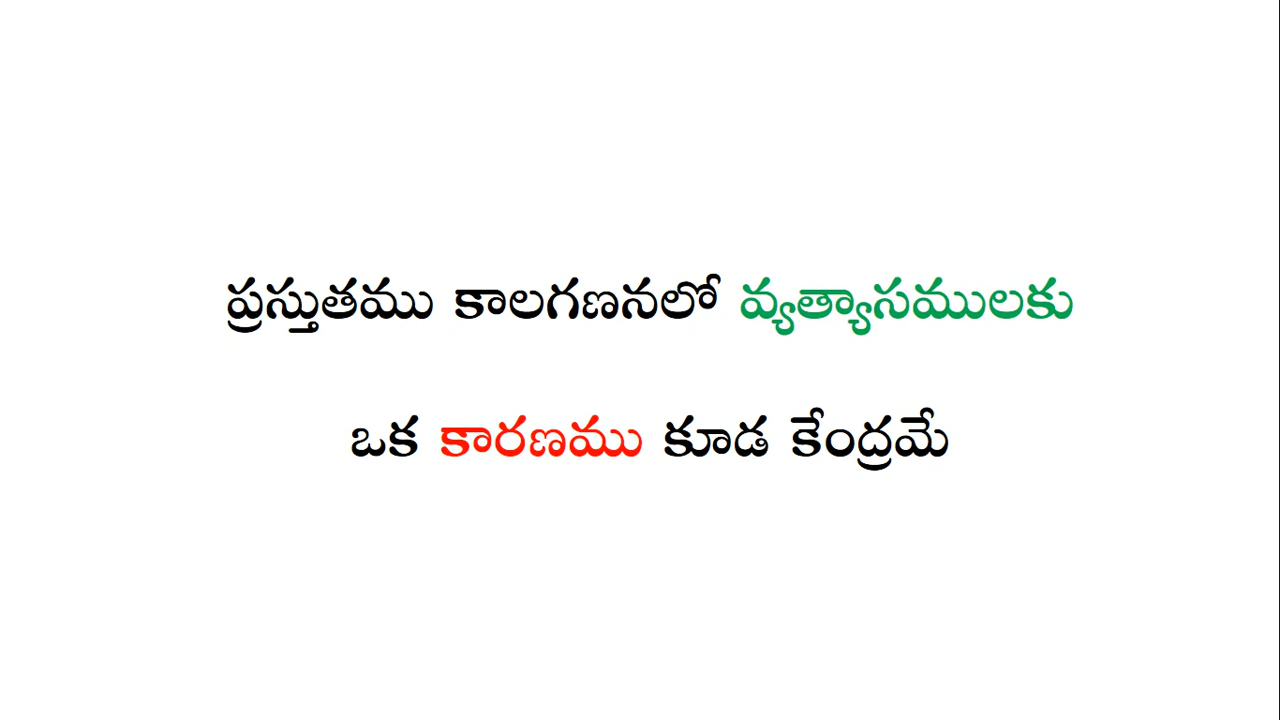 ప్రస్తుతము కాలగణనలో వ్యత్యాసములకు
ఒక కారణము కూడ కేంద్రమే